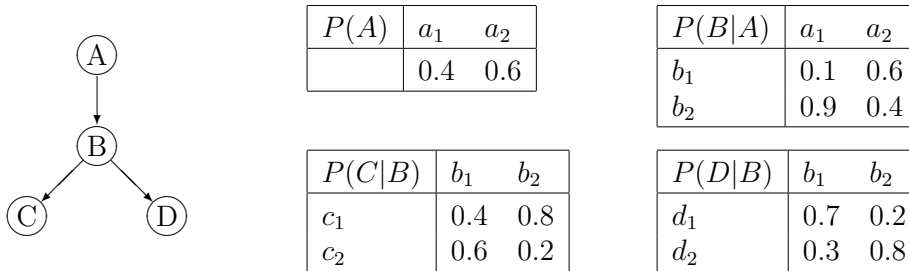 A
B
C
D
P(A) a₁ a₂
0.4 0.6
P(B|A) a₁ a₂
b₁ 0.1 0.6
b₂ 0.9 0.4
P(C|B) b₁ b₂
c₁ 0.4 0.8
c₂ 0.6 0.2
P(D|B) b₁ b₂
d₁ 0.7 0.2
d₂ 0.3 0.8